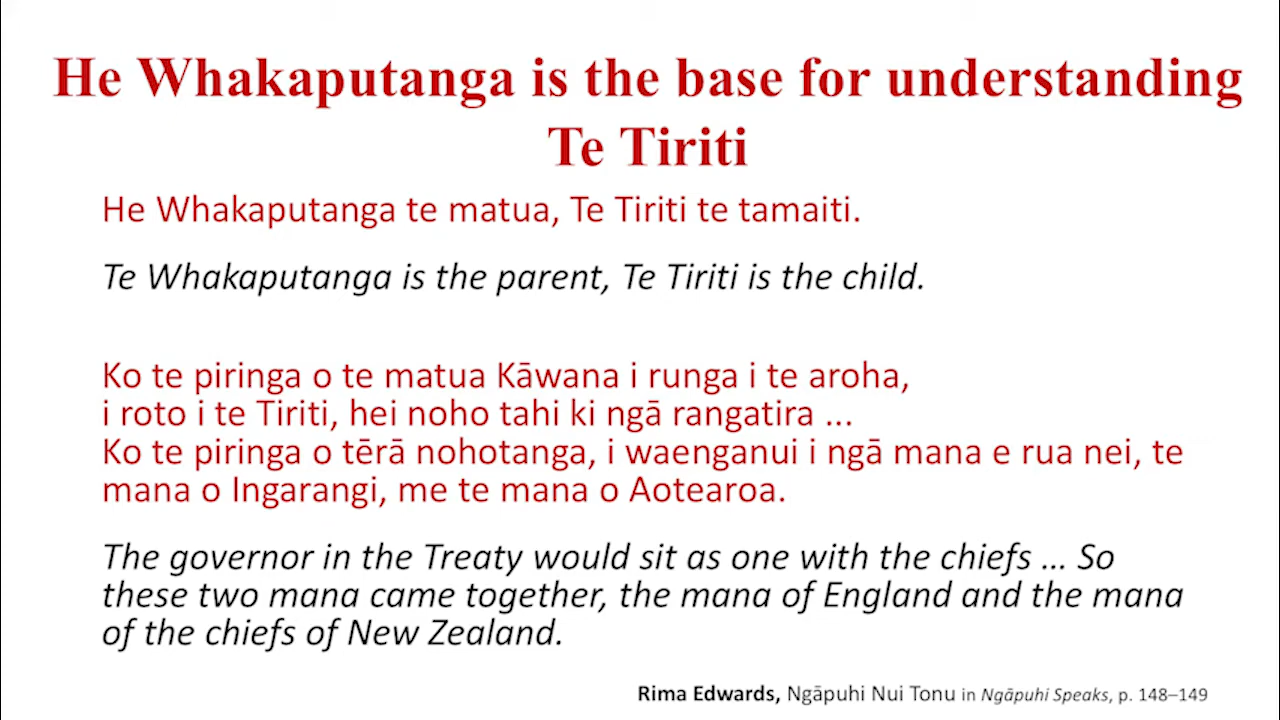 He Whakaputanga is the base for understanding
Te Tiriti
He Whakaputanga te matua, Te Tiriti te tamaiti.
Te Whakaputanga is the parent, Te Tiriti is the child.
Ko te piringa o te matua Kāwana i runga i te aroha,
i roto i te Tiriti, hei noho tahi ki ngā rangatira ...
Ko te piringa o tērā nohotanga, i waenganui i ngā mana e rua nei, te
mana o Ingarangi, me te mana o Aotearoa.
The governor in the Treaty would sit as one with the chiefs ... So
these two mana came together, the mana of England and the mana
of the chiefs of New Zealand.
Rima Edwards, Ngāpuhi Nui Tonu in Ngāpuhi Speaks, p. 148–149